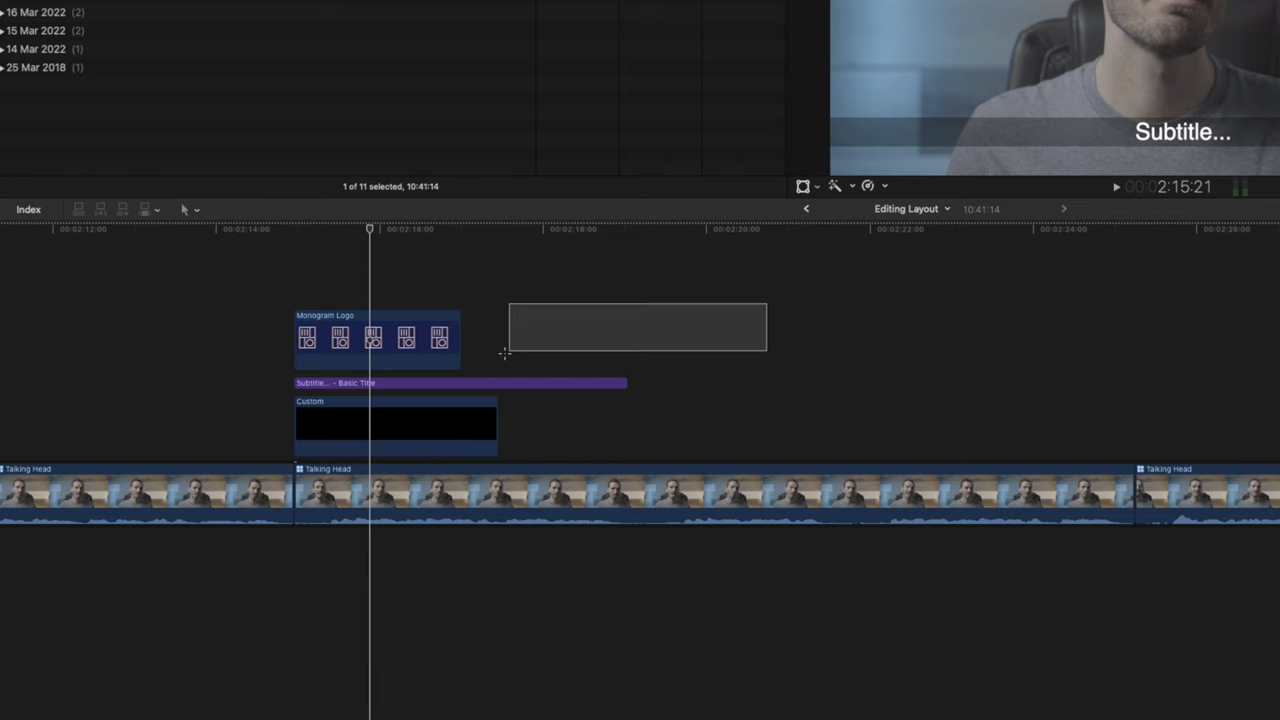 16 Mar 2022 (2)
15 Mar 2022 (2)
14 Mar 2022 (1)
25 Mar 2018 (1)
Subtitle...
1 of 11 selected, 10:41:14
00:00:2:15:21
Index
Editing Layout
10:41:14
00:02:12:00
00:02:14:00
00:02:16:00
00:02:18:00
00:02:20:00
00:02:22:00
00:02:24:00
00:02:26:00
Monogram Logo
Subtitle... - Basic Title
Custom
Talking Head
Talking Head
Talking Head